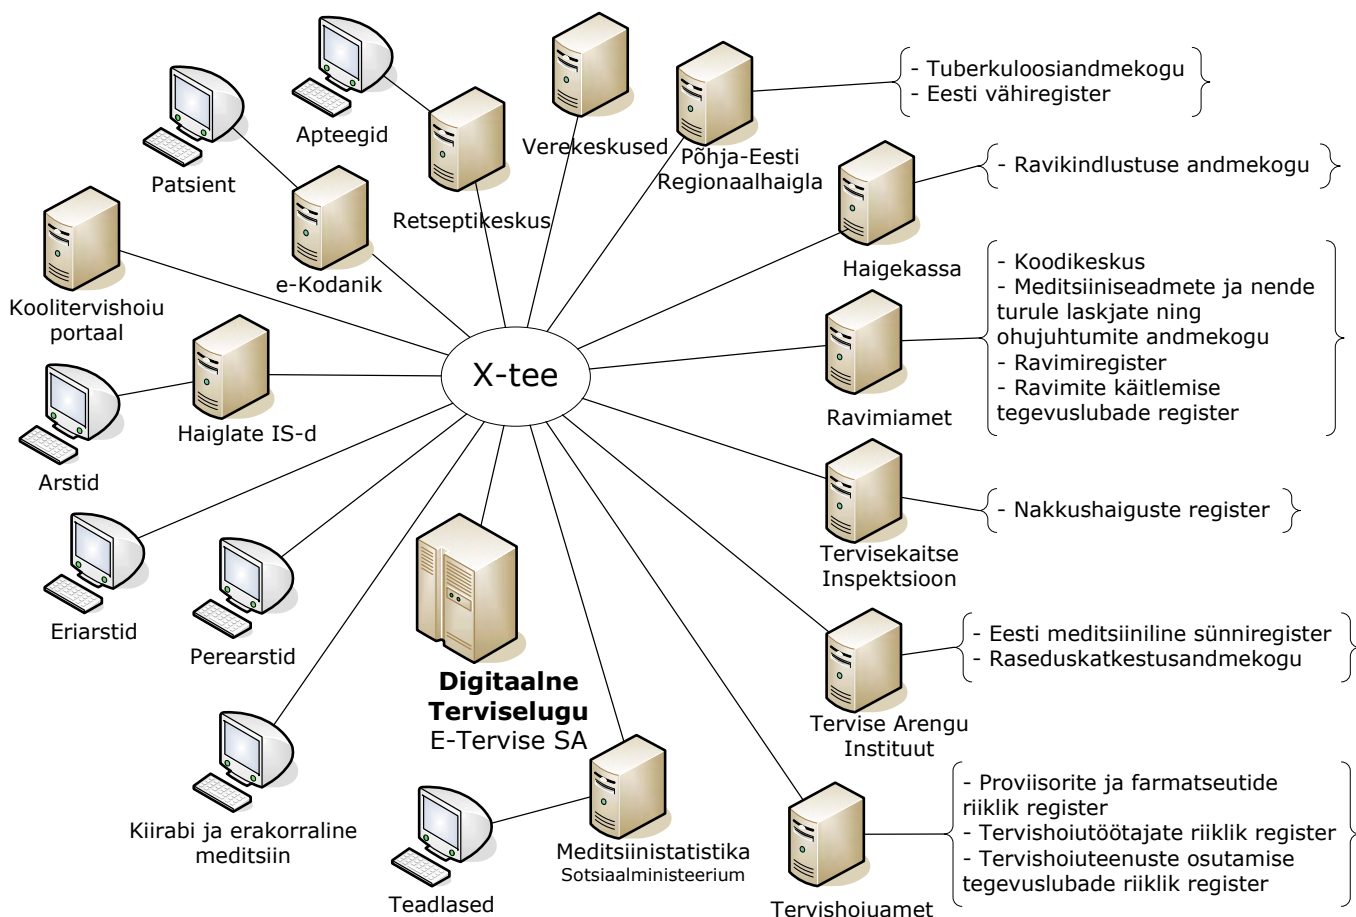 Apteegid
Patsient
Koolitervishoiu
portaal
e-Kodanik
Retseptikeskus
Verekeskused
Põhja-Eesti
Regionaalhaigla
- Tuberkuloosiandmekogu
- Eesti vähiregister
Haigekassa
- Ravikindlustuse andmekogu
Ravimiamet
- Koodikeskus
- Meditsiiniseadmete ja nende
turule laskjate ning
ohujuhtumite andmekogu
- Ravimiregister
- Ravimite käitlemise
tegevuslubade register
X-tee
Haiglate IS-d
Arstid
Tervisekaitse
Inspektsioon
- Nakkushaiguste register
Eriarstid
Perearstid
Digitaalne
Terviselugu
E-Tervise SA
Tervise Arengu
Instituut
- Eesti meditsiiniline sünniregister
- Raseduskatkestusandmekogu
Kiirabi ja erakorraline
meditsiin
Teadlased
Meditsiinistatistika
Sotsiaalministeerium
Tervishoiuamet
- Proviisorite ja farmatseutide
riiklik register
- Tervishoiutöötajate riiklik register
- Tervishoiuteenuste osutamise
tegevuslubade riiklik register